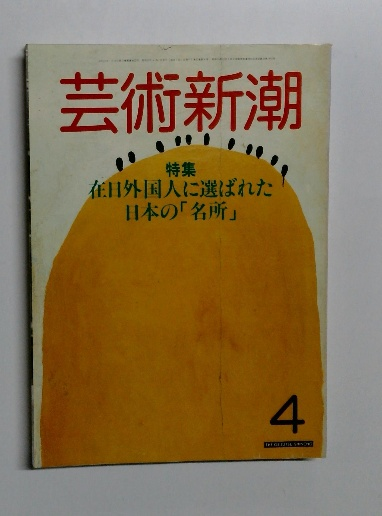 芸術新潮
特集
在日外国人に選ばれた
日本の「名所」
4